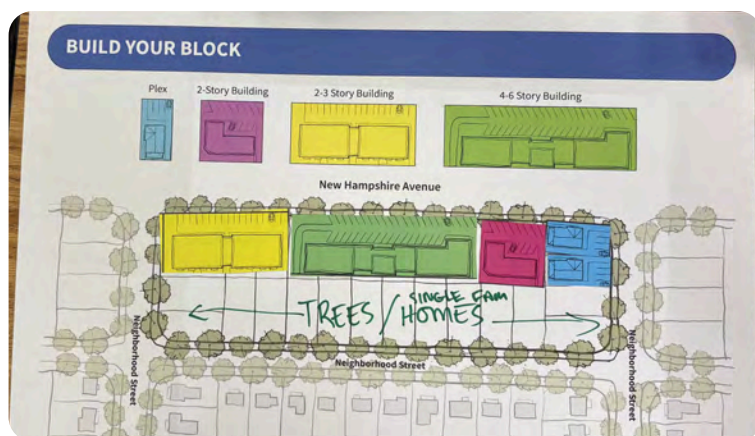 BUILD YOUR BLOCK
Plex
2-Story Building
2-3 Story Building
4-6 Story Building
New Hampshire Avenue
SINGLE FAM
TREES / HOMES
Neighborhood Street
Neighborhood Street
Neighborhood Street